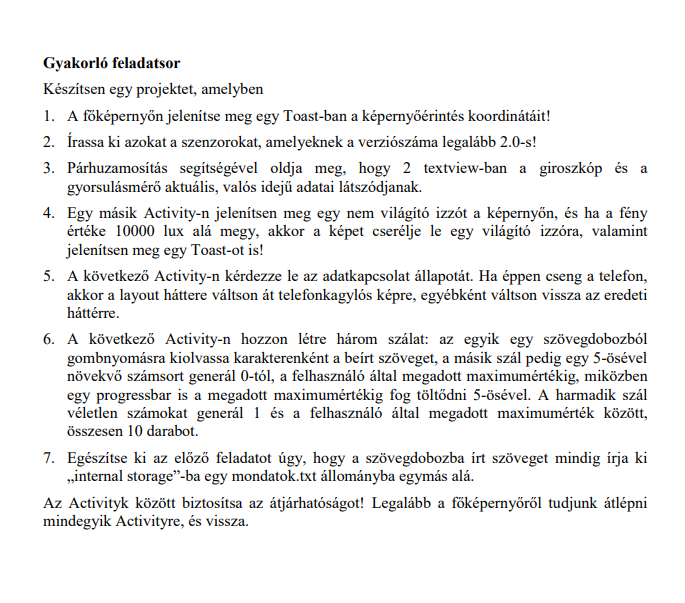 Gyakorló feladatsor
Készítsen egy projektet, amelyben
1. A főképernyőn jelenítse meg egy Toast-ban a képernyőérintés koordinátáit!
2. Írassa ki azokat a szenzorokat, amelyeknek a verziószáma legalább 2.0-s!
3. Párhuzamosítás segítségével oldja meg, hogy 2 textview-ban a giroszkóp és a
gyorsulásmérő aktuális, valós idejű adatai látszódjanak.
4. Egy másik Activity-n jelenítsen meg egy nem világító izzót a képernyőn, és ha a fény
értéke 10000 lux alá megy, akkor a képet cserélje le egy világító izzóra, valamint
jelenítsen meg egy Toast-ot is!
5. A következő Activity-n kérdezze le az adatkapcsolat állapotát. Ha éppen cseng a telefon,
akkor a layout háttere váltson át telefonkagylós képre, egyébként váltson vissza az eredeti
háttérre.
6. A következő Activity-n hozzon létre három szálat: az egyik egy szövegdobozból
gombnyomásra kiolvassa karakterenként a beírt szöveget, a másik szál pedig egy 5-ösével
növekvő számsort generál 0-tól, a felhasználó által megadott maximumértékig, miközben
egy progressbar is a megadott maximumértékig fog töltődni 5-ösével. A harmadik szál
véletlen számokat generál 1 és a felhasználó által megadott maximumérték között,
összesen 10 darabot.
7. Egészítse ki az előző feladatot úgy, hogy a szövegdobozba írt szöveget mindig írja ki
„internal storage”-ba egy mondatok.txt állományba egymás alá.
Az Activityk között biztosítsa az átjárhatóságot! Legalább a főképernyőről tudjunk átlépni
mindegyik Activityre, és vissza.